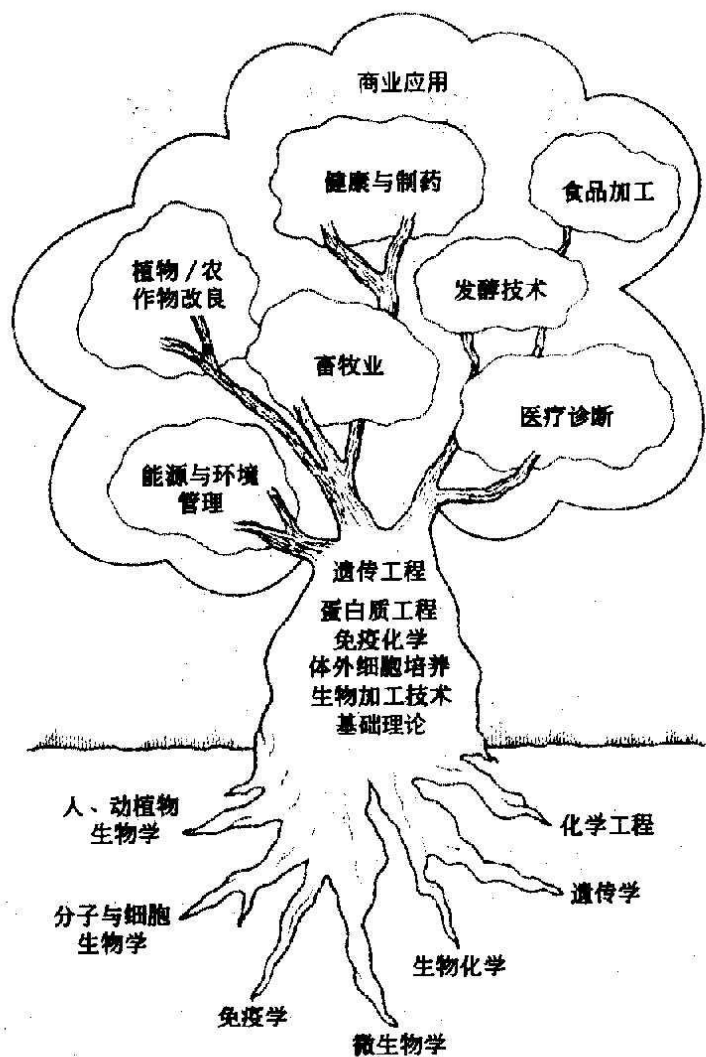 商业应用
健康与制药
食品加工
植物/农
作物改良
发酵技术
畜牧业
医疗诊断
能源与环境
管理
遗传工程
蛋白质工程
免疫化学
体外细胞培养
生物加工技术
基础理论
人、动植物
生物学
化学工程
遗传学
分子与细胞
生物学
生物化学
免疫学
微生物学